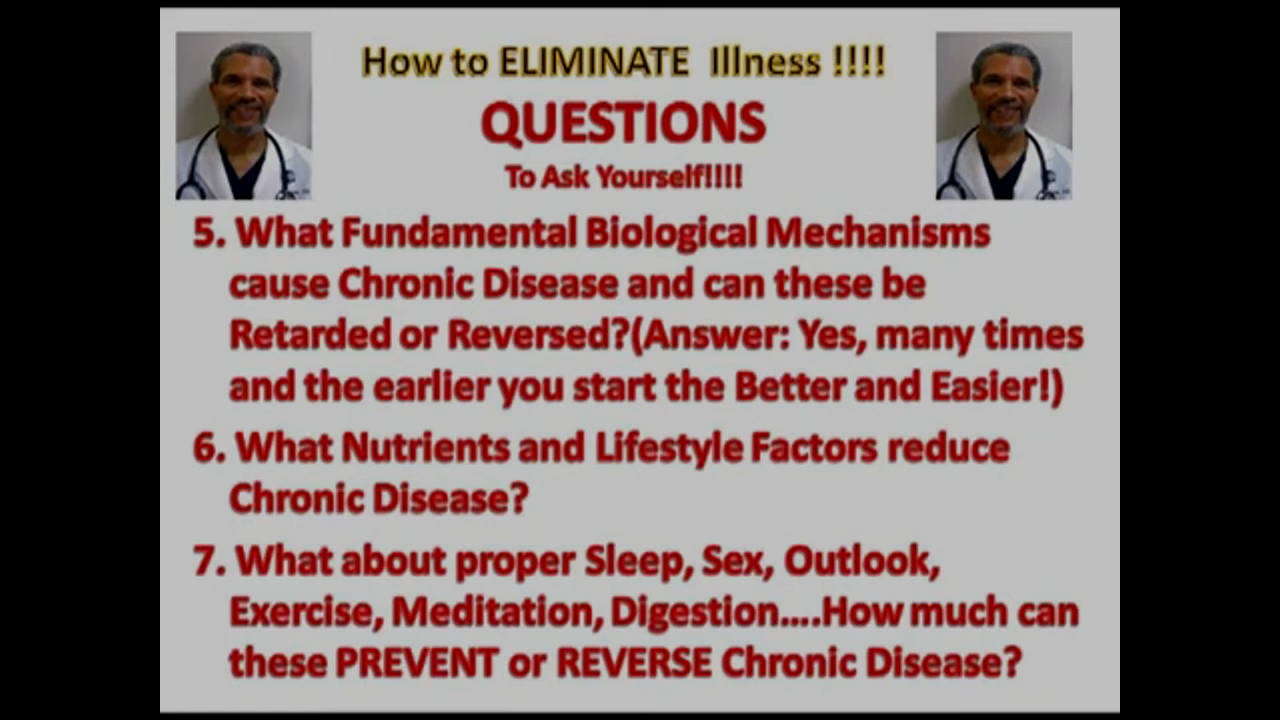 How to ELIMINATE Illness !!!!
QUESTIONS
To Ask Yourself!!!!
5. What Fundamental Biological Mechanisms
cause Chronic Disease and can these be
Retarded or Reversed?(Answer: Yes, many times
and the earlier you start the Better and Easier!)
6. What Nutrients and Lifestyle Factors reduce
Chronic Disease?
7. What about proper Sleep, Sex, Outlook,
Exercise, Meditation, Digestion....How much can
these PREVENT or REVERSE Chronic Disease?